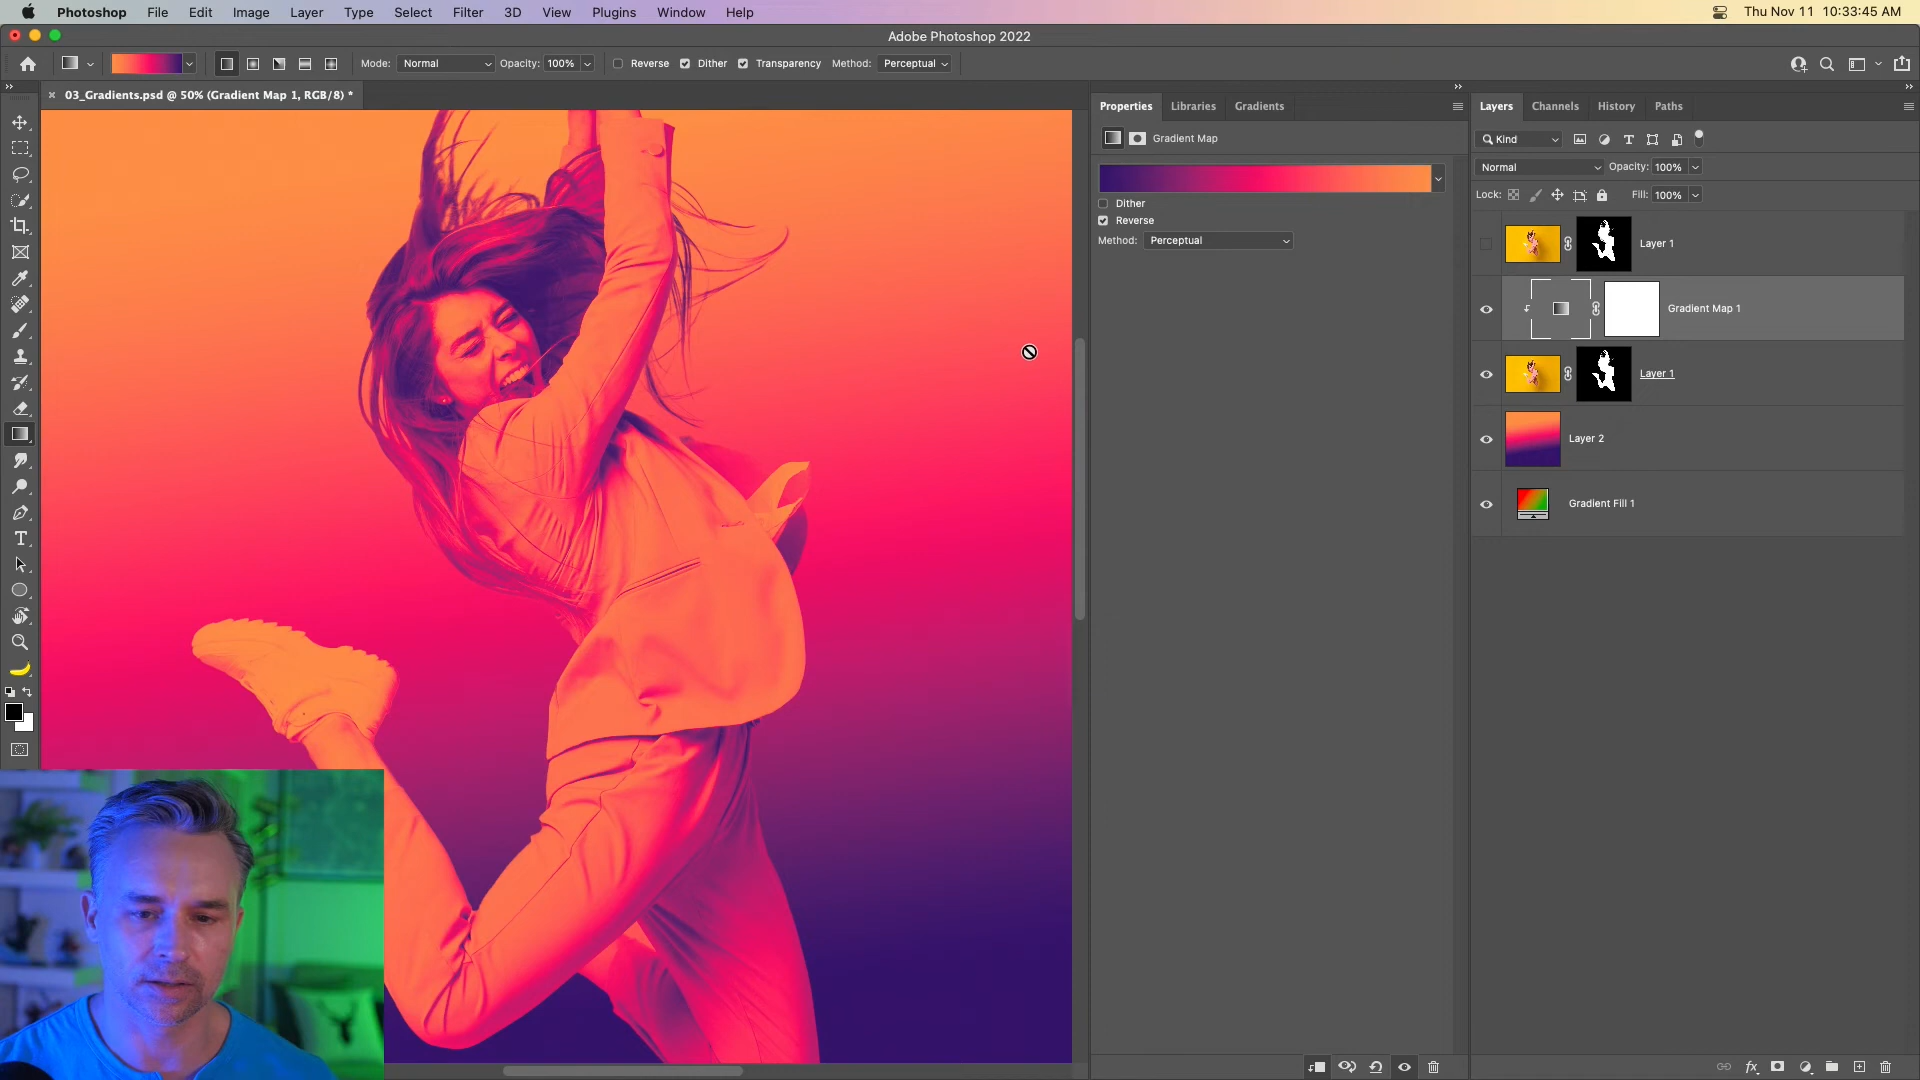 Photoshop File Edit Image Layer Type Select Filter 3D View Plugins Window Help Thu Nov 11 10:33:45 AM
Adobe Photoshop 2022
Mode: Normal Opacity: 100% Reverse Dither Transparency Method: Perceptual
03_Gradients.psd @ 50% (Gradient Map 1, RGB/8) *
Properties Libraries Gradients
Layers Channels History Paths
Gradient Map
Kind
Normal Opacity: 100%
Lock: Fill: 100%
Dither
Reverse
Method: Perceptual
Layer 1
Gradient Map 1
Layer 1
Layer 2
Gradient Fill 1